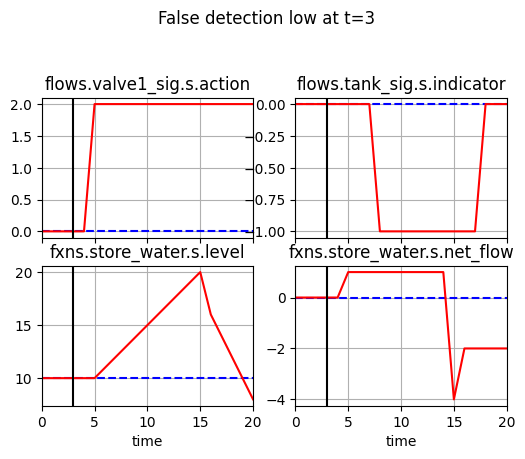 False detection low at t=3
flows.valve1_sig.s.action
flows.tank_sig.s.indicator
2.0
1.5
1.0
0.5
0.0
0.00
−0.25
−0.50
−0.75
−1.00
fxns.store_water.s.level
fxns.store_water.s.net_flow
20
15
10
0
−2
−4
0 5 10 15 20
0 5 10 15 20
time
time